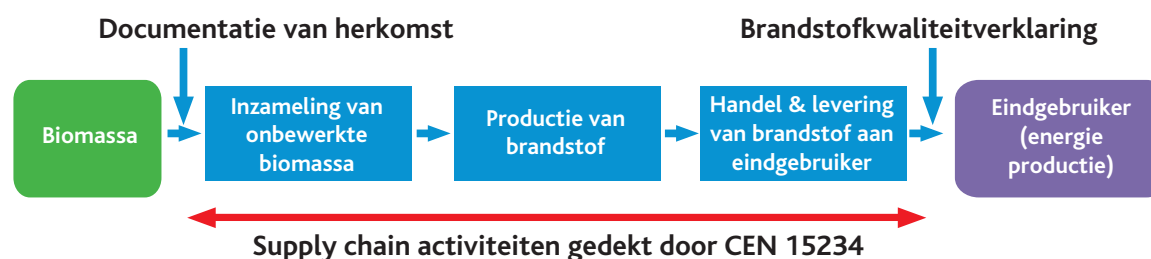 Documentatie van herkomst
Brandstofkwaliteitverklaring
Biomassa
Inzameling van
onbewerkte
biomassa
Productie van
brandstof
Handel & levering
van brandstof aan
eindgebruiker
Eindgebruiker
(energie
productie)
Supply chain activiteiten gedekt door CEN 15234